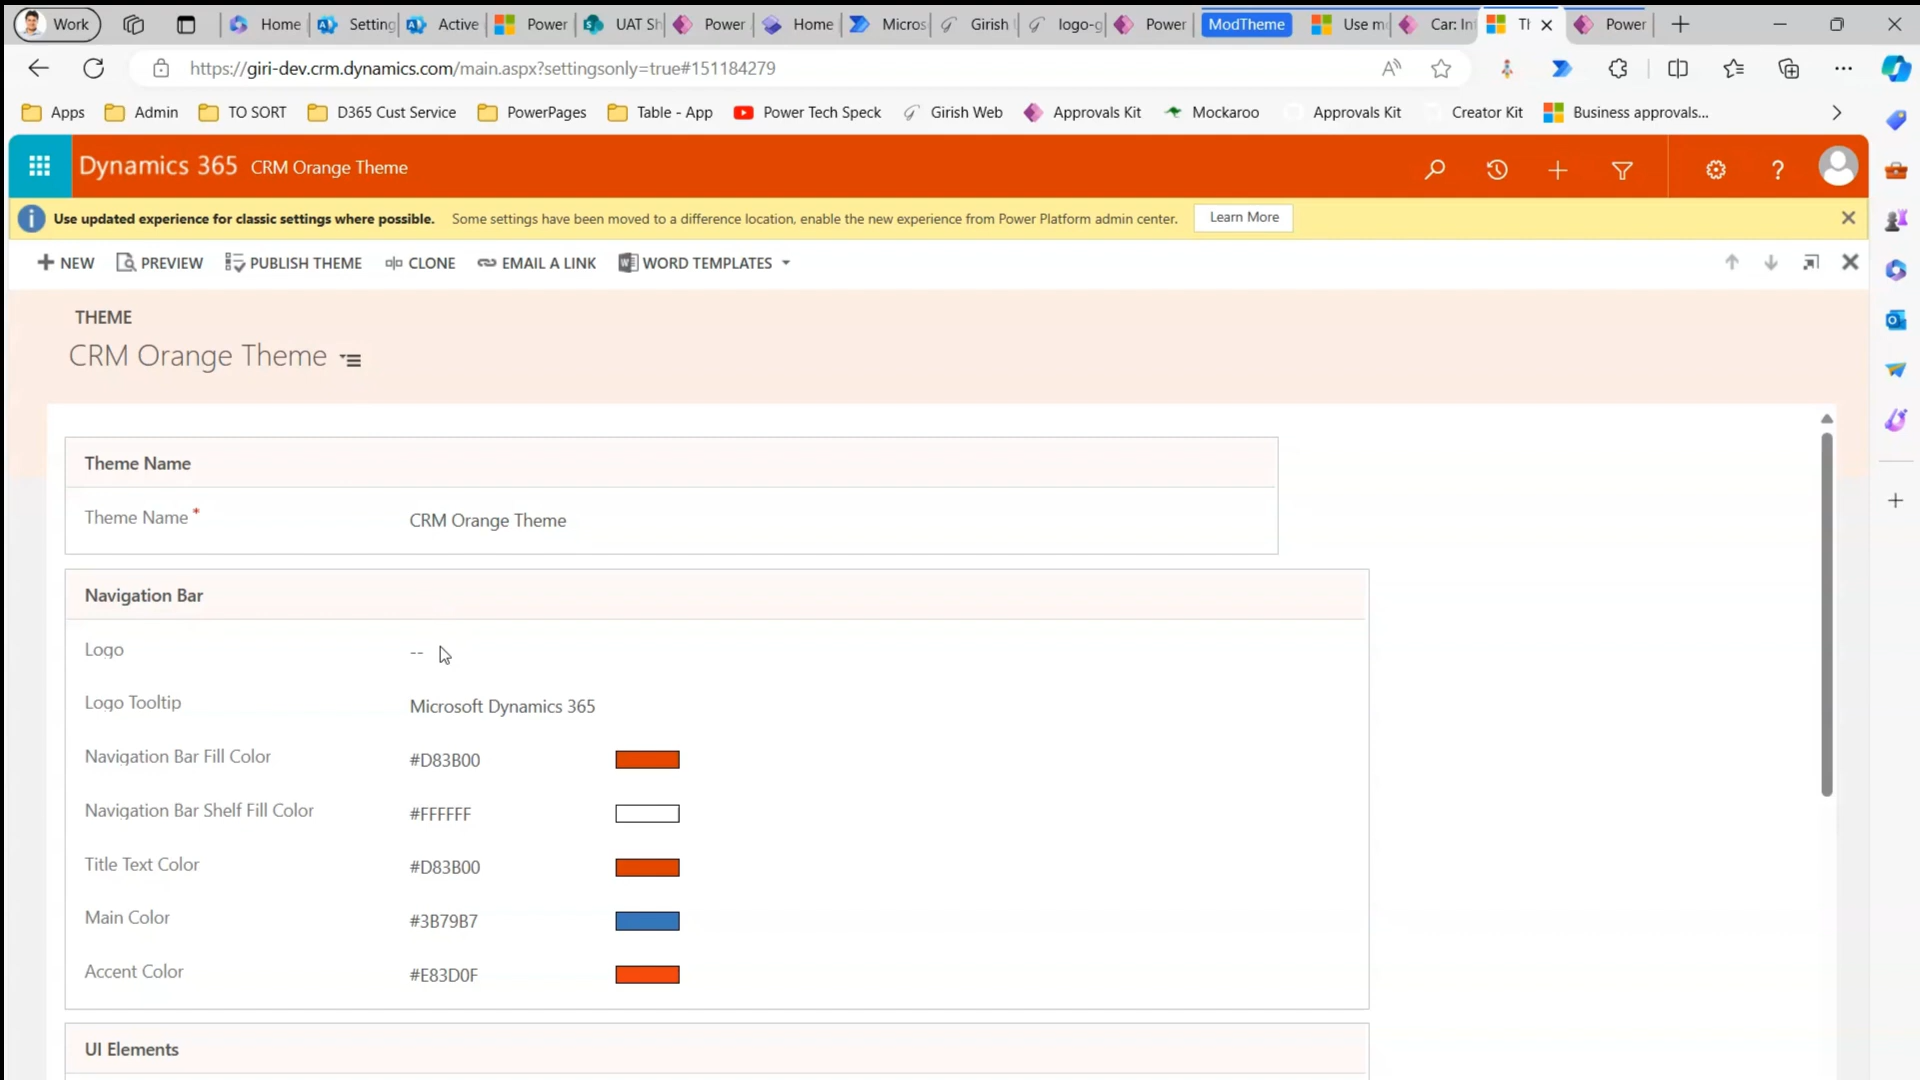 Work Home Setting Active Power UAT Sh Power Home Micros Girish logo-g Power ModTheme Use m Car: In Th Power
https://giri-dev.crm.dynamics.com/main.aspx?settingsonly=true#151184279
Apps Admin TO SORT D365 Cust Service PowerPages Table - App Power Tech Speck Girish Web Approvals Kit Mockaroo Approvals Kit Creator Kit Business approvals...
Dynamics 365 CRM Orange Theme
Use updated experience for classic settings where possible. Some settings have been moved to a difference location, enable the new experience from Power Platform admin center. Learn More
NEW PREVIEW PUBLISH THEME CLONE EMAIL A LINK WORD TEMPLATES
THEME
CRM Orange Theme
Theme Name
Theme Name * CRM Orange Theme
Navigation Bar
Logo --
Logo Tooltip Microsoft Dynamics 365
Navigation Bar Fill Color #D83B00
Navigation Bar Shelf Fill Color #FFFFFF
Title Text Color #D83B00
Main Color #3B79B7
Accent Color #E83D0F
UI Elements